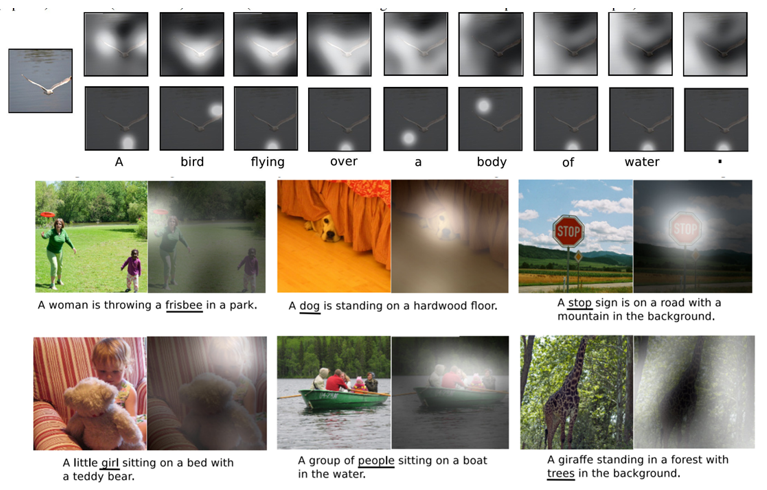 A bird flying over a body of water .
STOP
STOP
A woman is throwing a frisbee in a park.
A dog is standing on a hardwood floor.
A stop sign is on a road with a
mountain in the background.
A little girl sitting on a bed with
a teddy bear.
A group of people sitting on a boat
in the water.
A giraffe standing in a forest with
trees in the background.